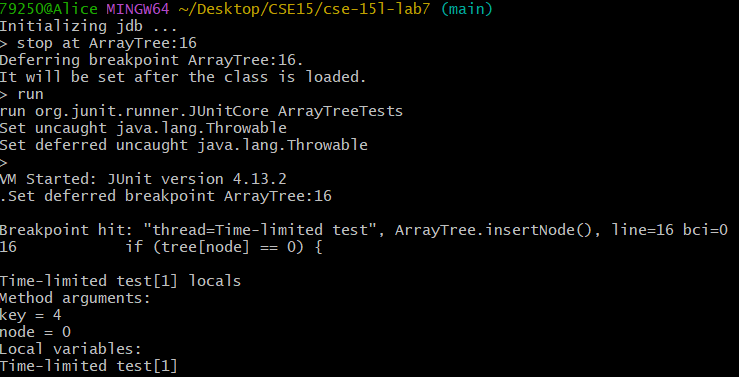 79250@Alice MINGW64 ~/Desktop/CSE15/cse-15l-lab7 (main)
Initializing jdb ...
> stop at ArrayTree:16
Deferring breakpoint ArrayTree:16.
It will be set after the class is loaded.
> run
run org.junit.runner.JUnitCore ArrayTreeTests
Set uncaught java.lang.Throwable
Set deferred uncaught java.lang.Throwable
>
VM Started: JUnit version 4.13.2
.Set deferred breakpoint ArrayTree:16
Breakpoint hit: "thread=Time-limited test", ArrayTree.insertNode(), line=16 bci=0
16            if (tree[node] == 0) {
Time-limited test[1] locals
Method arguments:
key = 4
node = 0
Local variables:
Time-limited test[1]